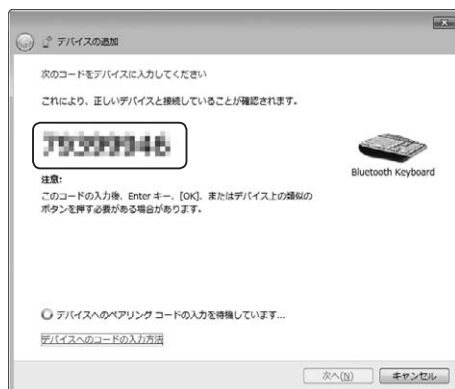 デバイスの追加
次のコードをデバイスに入力してください
これにより、正しいデバイスと接続していることが確認されます。
Bluetooth Keyboard
注意:
このコードの入力後、Enter キー、[OK]、またはデバイス上の類似の
ボタンを押す必要がある場合があります。
デバイスへのペアリング コードの入力を待機しています...
デバイスへのコードの入力方法
次へ(N) キャンセル